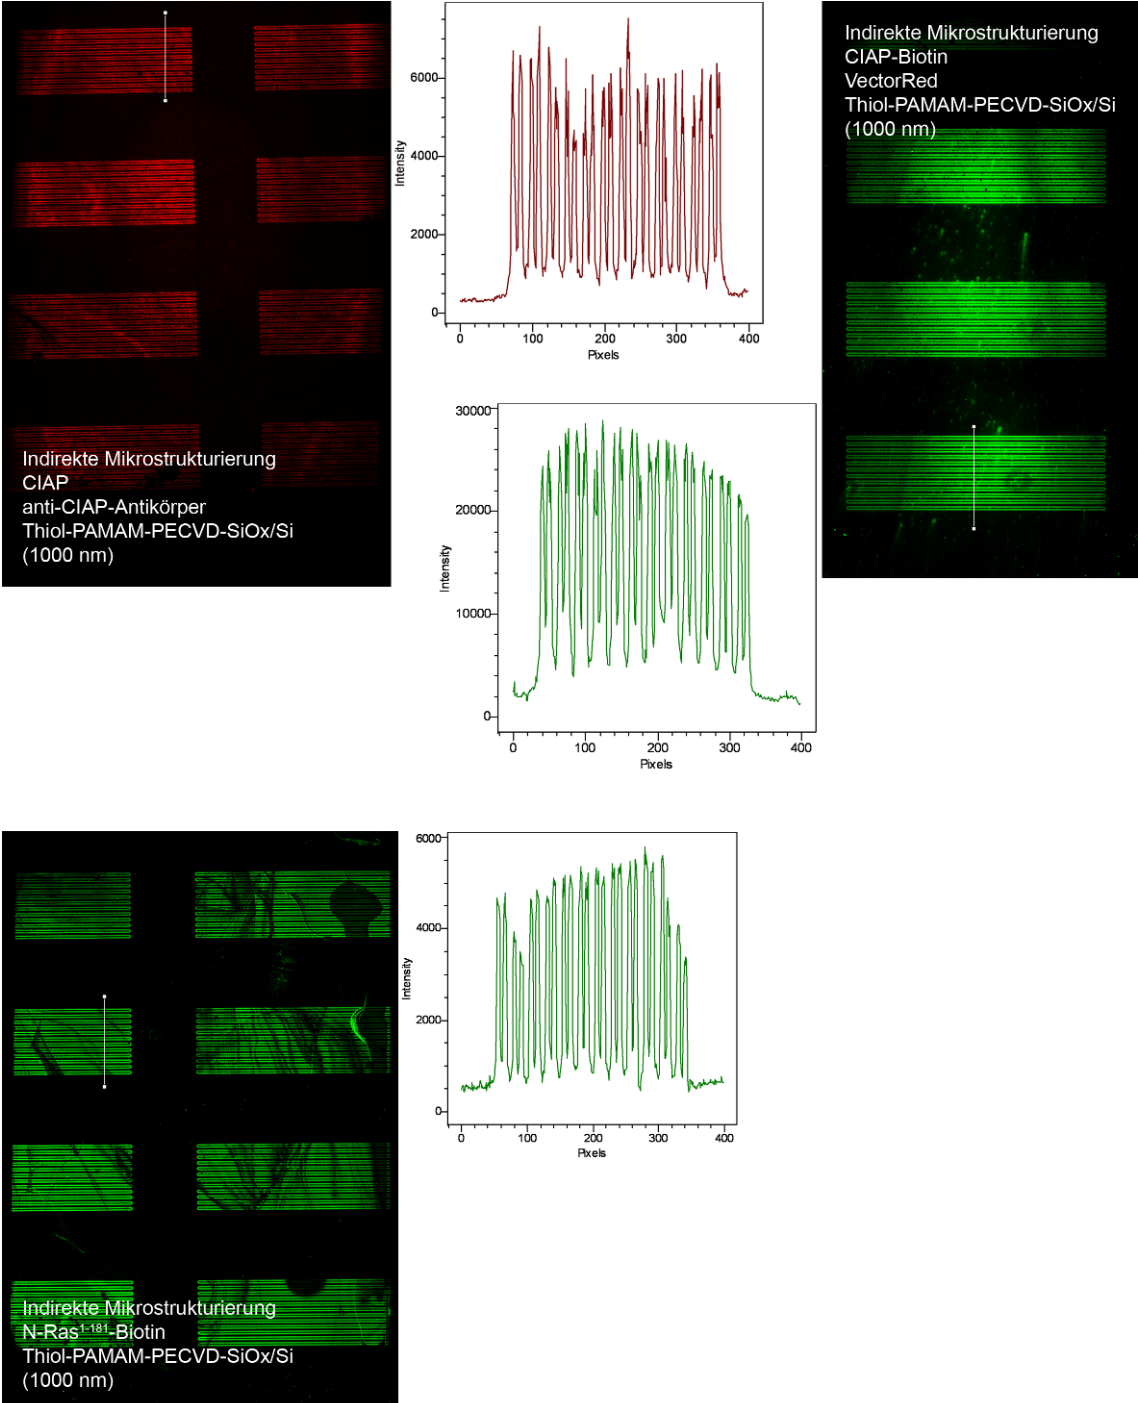 Indirekte Mikrostrukturierung
CIAP
anti-CIAP-Antikörper
Thiol-PAMAM-PECVD-SiOx/Si
(1000 nm)
Intensity
6000
4000
2000
0
0 100 200 300 400
Pixels
Indirekte Mikrostrukturierung
CIAP-Biotin
VectorRed
Thiol-PAMAM-PECVD-SiOx/Si
(1000 nm)
Intensity
30000
20000
10000
0
0 100 200 300 400
Pixels
Indirekte Mikrostrukturierung
N-Ras¹⁻¹⁸¹-Biotin
Thiol-PAMAM-PECVD-SiOx/Si
(1000 nm)
Intensity
6000
4000
2000
0
0 100 200 300 400
Pixels